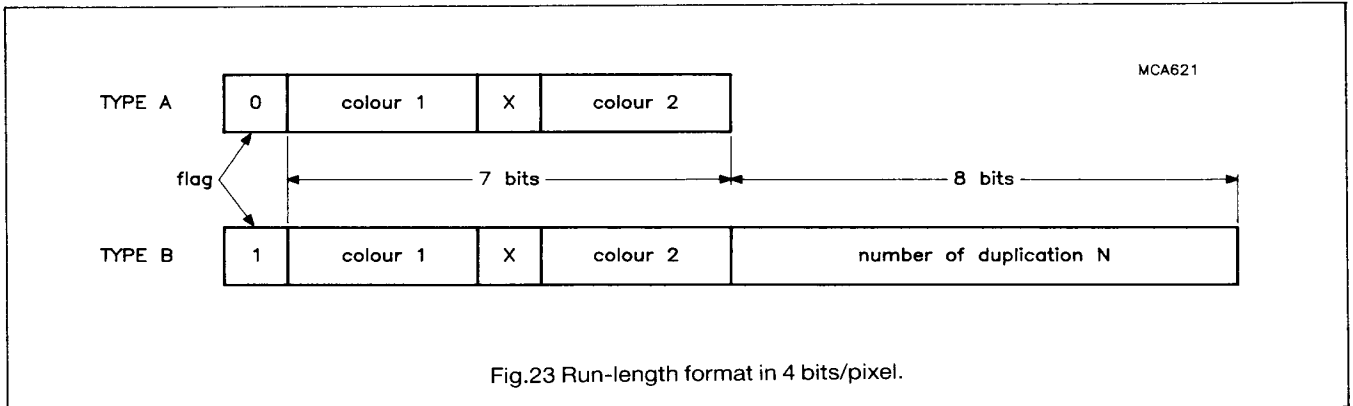 MCA621
TYPE A 0 colour 1 X colour 2
flag 7 bits 8 bits
TYPE B 1 colour 1 X colour 2 number of duplication N
Fig.23 Run-length format in 4 bits/pixel.